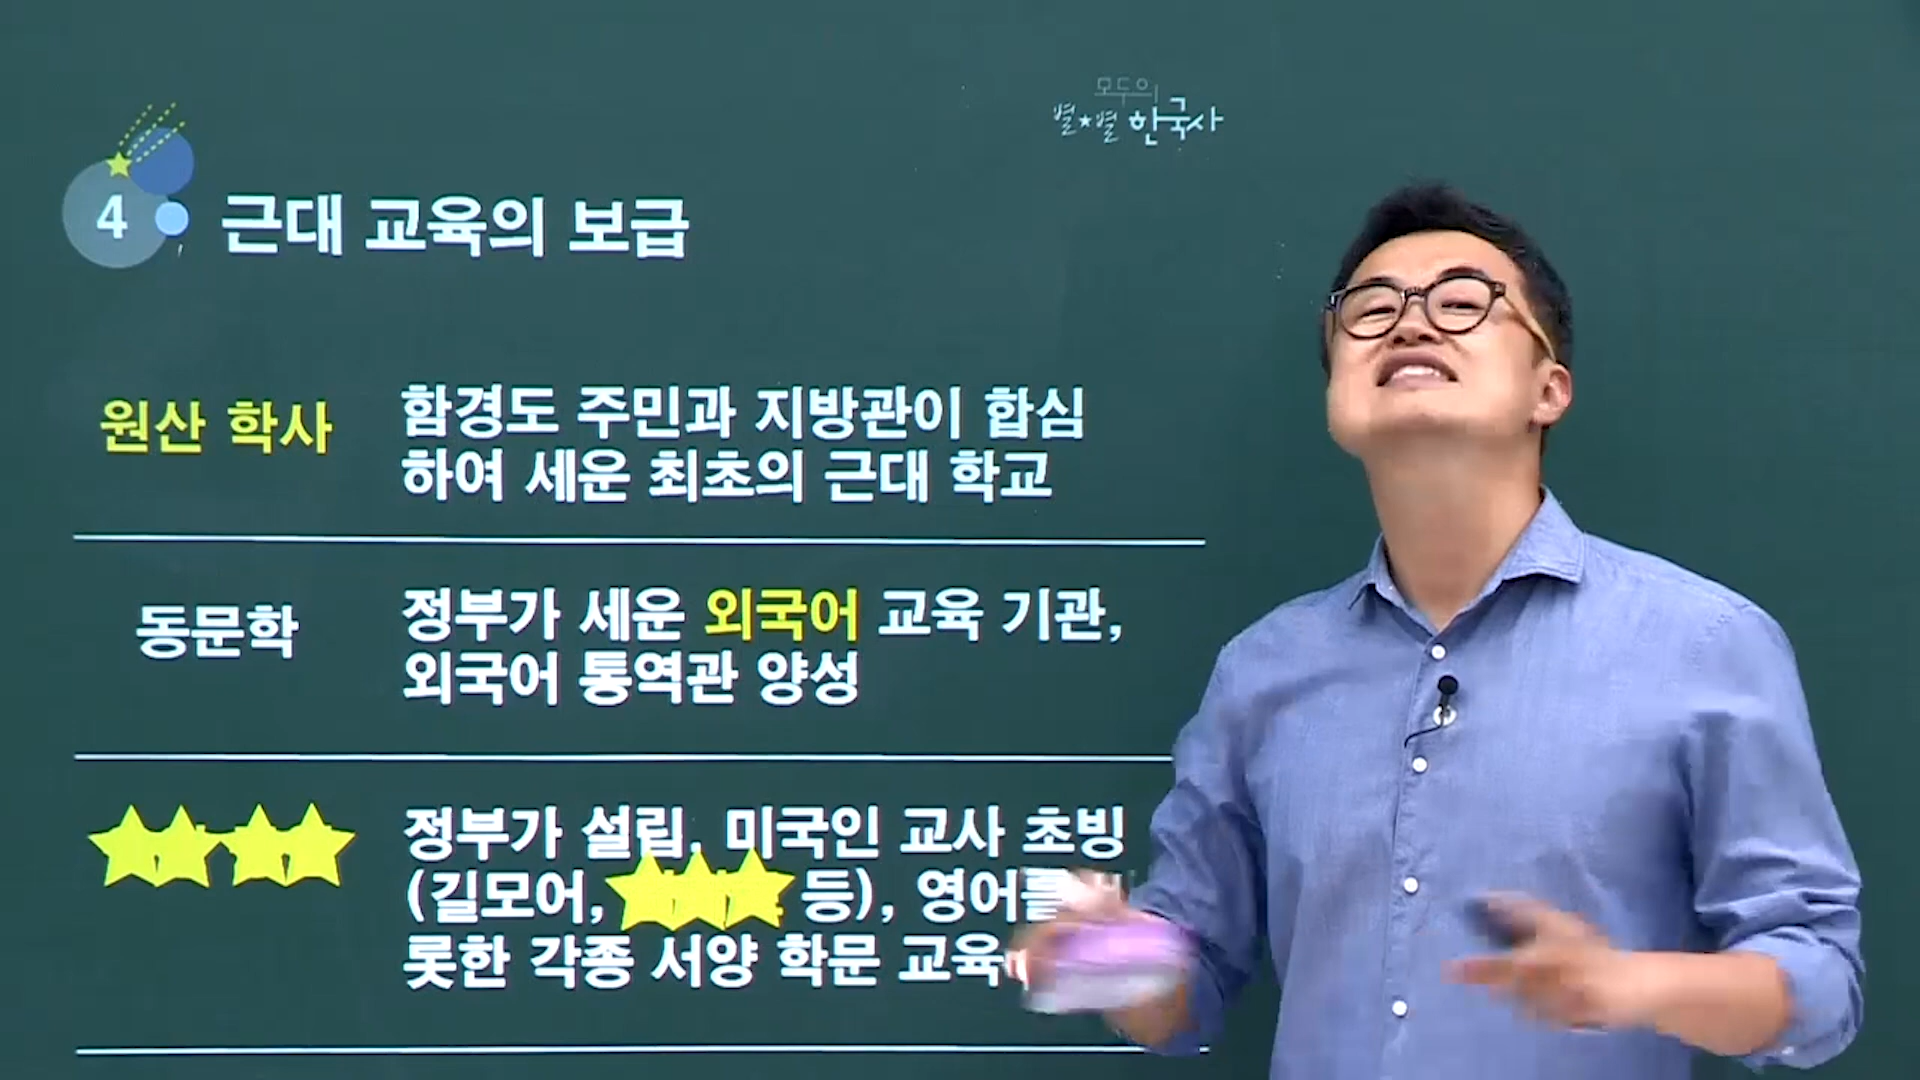 모두의
별★별 한국사
4 근대 교육의 보급
원산 학사
함경도 주민과 지방관이 합심
하여 세운 최초의 근대 학교
동문학
정부가 세운 외국어 교육 기관,
외국어 통역관 양성
정부가 설립, 미국인 교사 초빙
(길모어, 등), 영어를
롯한 각종 서양 학문 교육